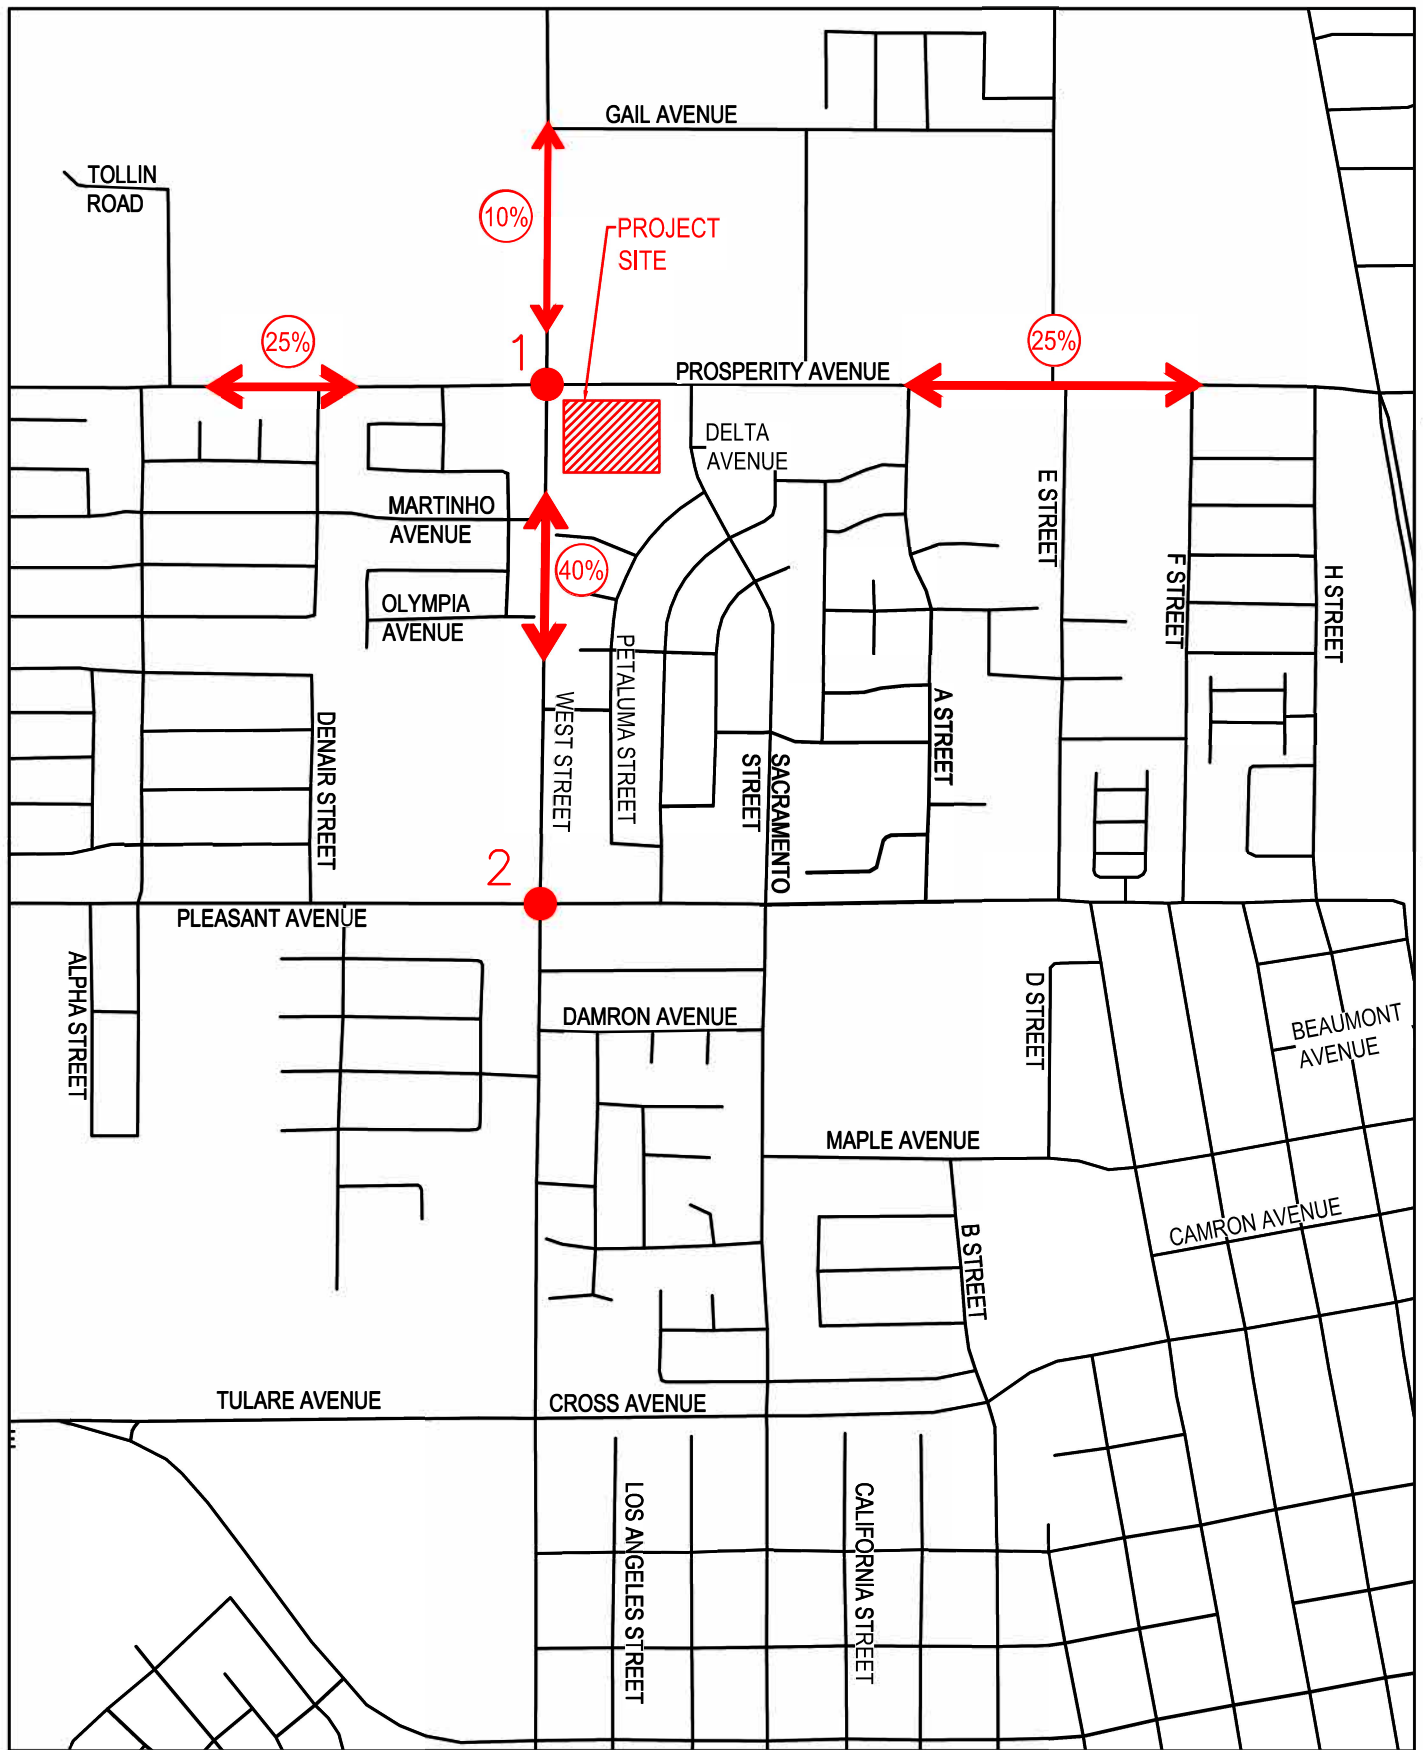 GAIL AVENUE
TOLLIN
ROAD
10%
PROJECT
SITE
25%
1
25%
PROSPERITY AVENUE
DELTA
AVENUE
MARTINHO
AVENUE
E STREET
F STREET
H STREET
40%
OLYMPIA
AVENUE
PETALUMA STREET
WEST STREET
DENAIR STREET
A STREET
SACRAMENTO
STREET
2
PLEASANT AVENUE
ALPHA STREET
DAMRON AVENUE
D STREET
BEAUMONT
AVENUE
MAPLE AVENUE
CAMRON AVENUE
B STREET
TULARE AVENUE
CROSS AVENUE
E
LOS ANGELES STREET
CALIFORNIA STREET